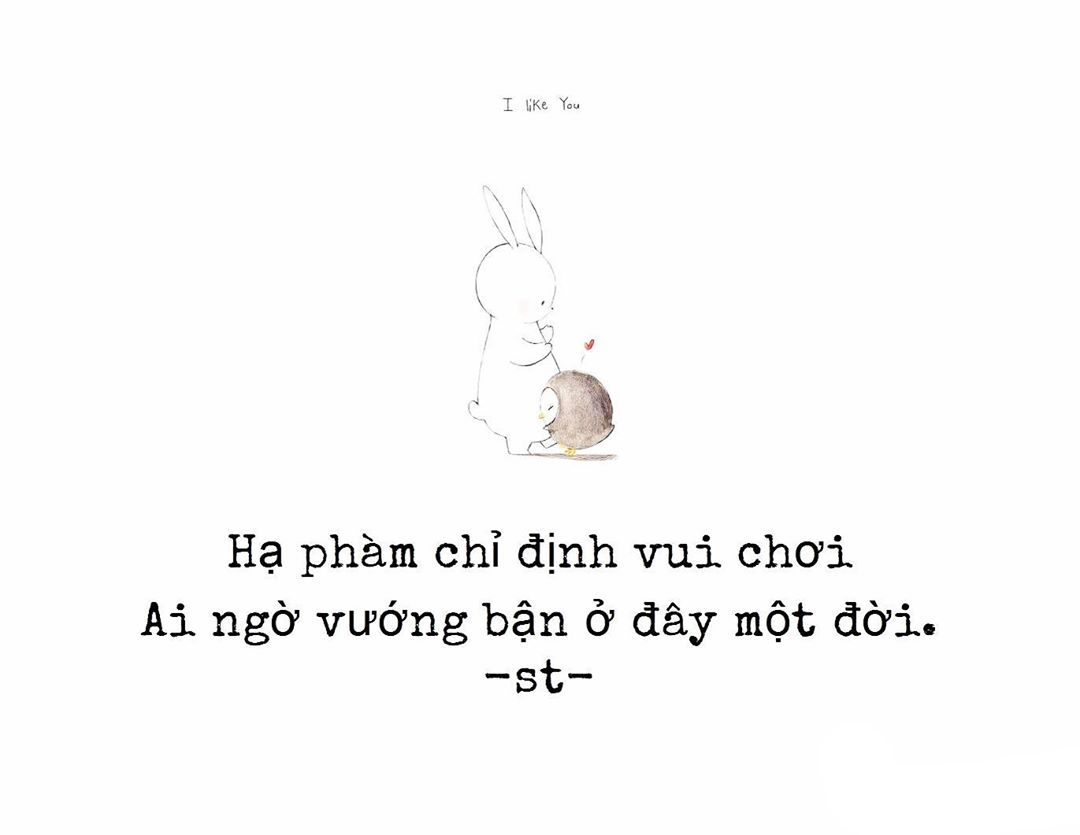 I like You
Hạ phàm chỉ định vui chơi
Ai ngờ vướng bận ở đây một đời.
-st-